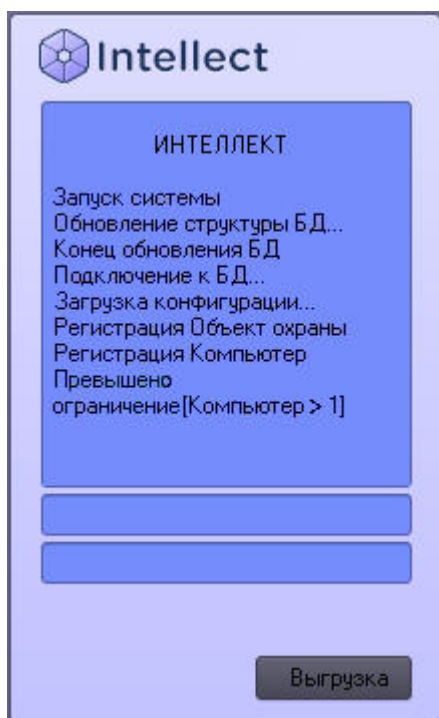 Intellect
ИНТЕЛЛЕКТ
Запуск системы
Обновление структуры БД...
Конец обновления БД
Подключение к БД...
Загрузка конфигурации...
Регистрация Объект охраны
Регистрация Компьютер
Превышено
ограничение[Компьютер > 1]
Выгрузка